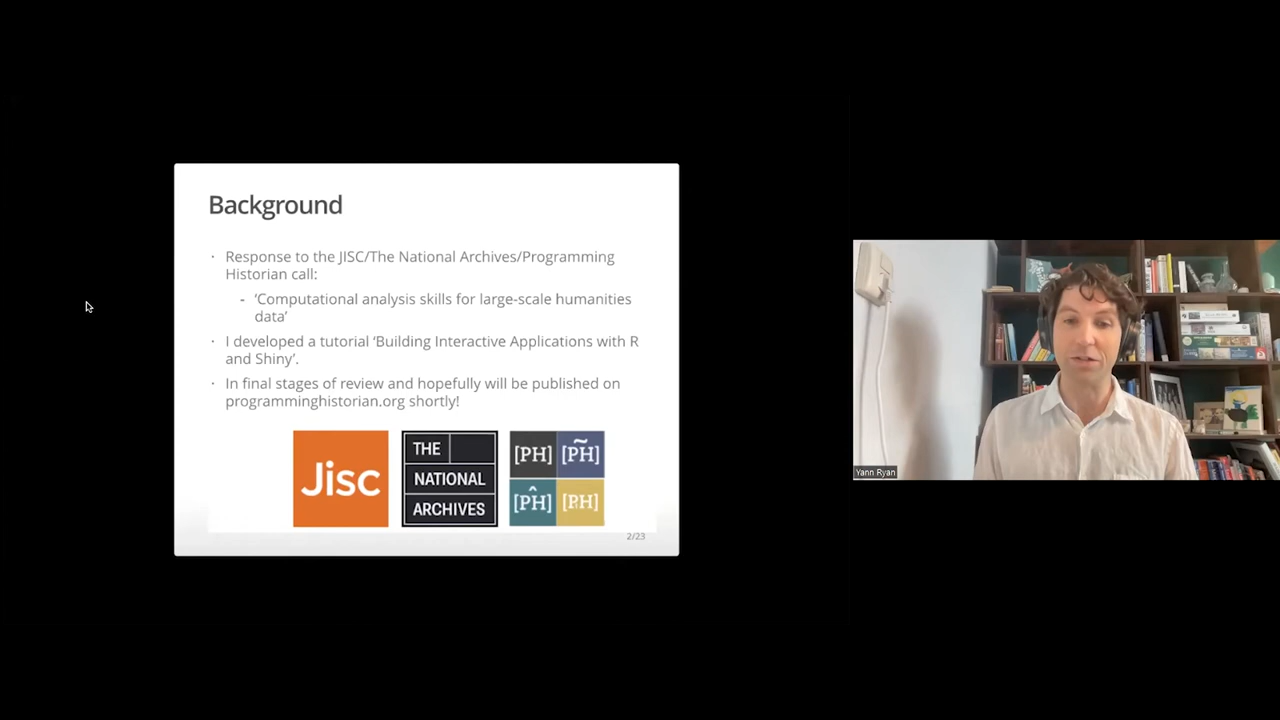 Background
· Response to the JISC/The National Archives/Programming
Historian call:
- ‘Computational analysis skills for large-scale humanities
data’
· I developed a tutorial ‘Building Interactive Applications with R
and Shiny’.
· In final stages of review and hopefully will be published on
programminghistorian.org shortly!
Jisc
THE
NATIONAL
ARCHIVES
[PH] [P̃H]
[P̂H] [PH]
2/23
Yann Ryan